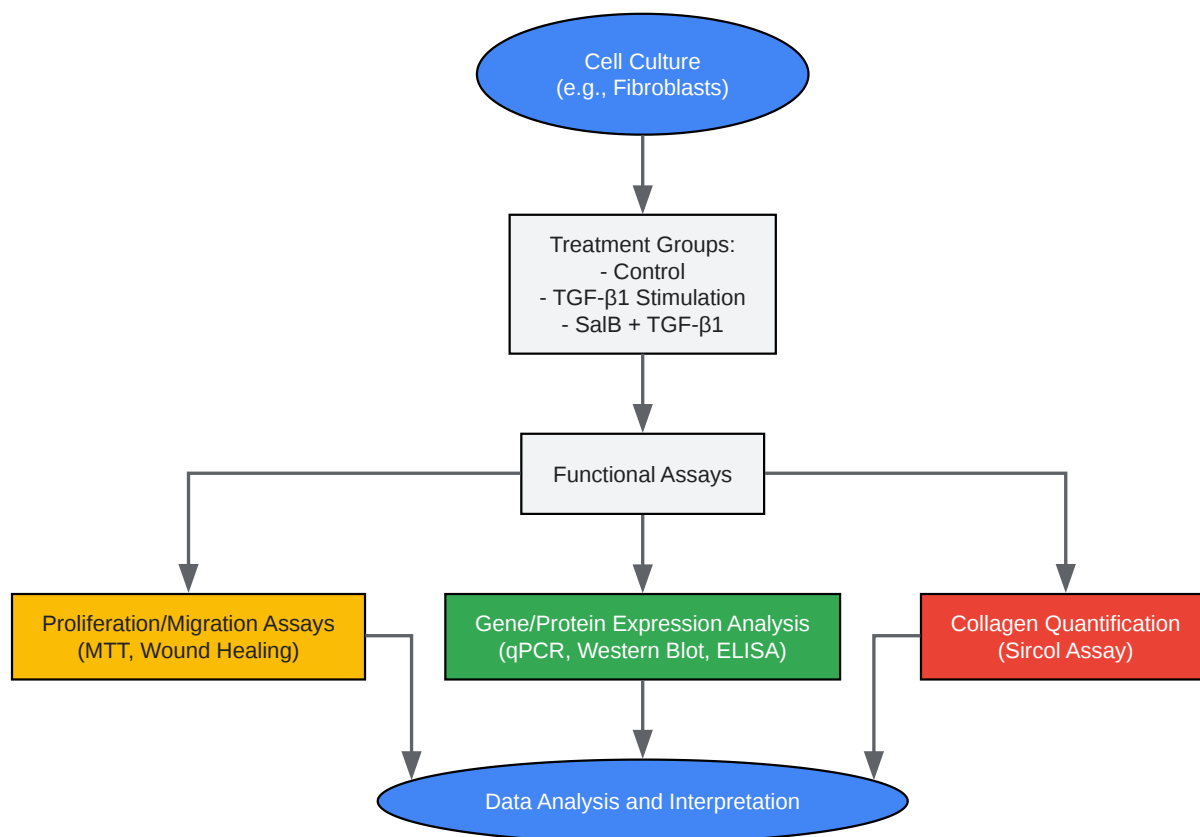 Cell Culture
(e.g., Fibroblasts)
Treatment Groups:
- Control
- TGF-β1 Stimulation
- SalB + TGF-β1
Functional Assays
Proliferation/Migration Assays
(MTT, Wound Healing)
Gene/Protein Expression Analysis
(qPCR, Western Blot, ELISA)
Collagen Quantification
(Sircol Assay)
Data Analysis and Interpretation